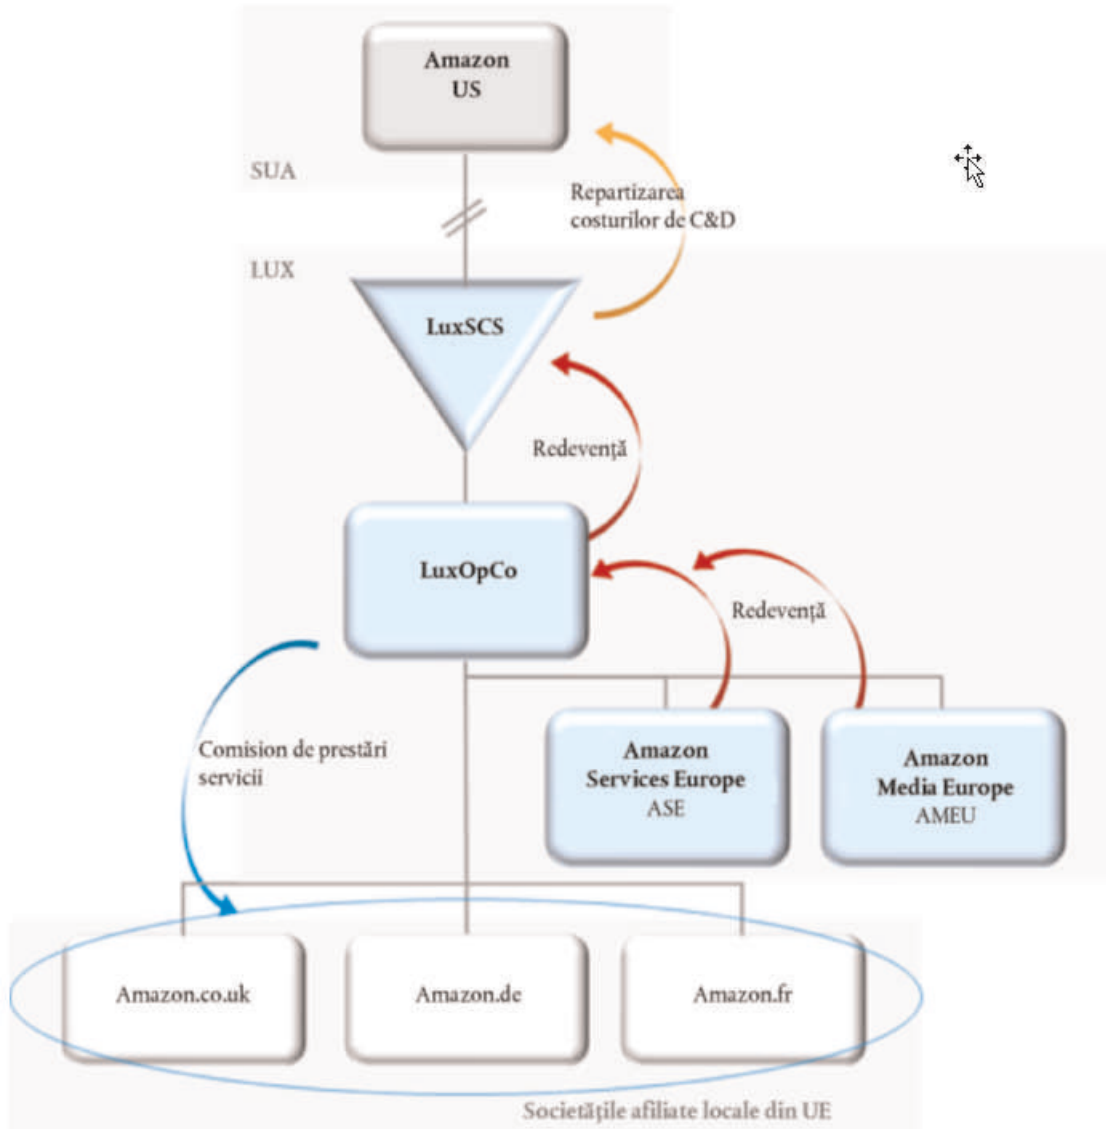 Amazon
US
SUA
Repartizarea
costurilor de C&D
LUX
LuxSCS
Redevență
LuxOpCo
Redevență
Comision de prestări
servicii
Amazon
Services Europe
ASE
Amazon
Media Europe
AMEU
Amazon.co.uk
Amazon.de
Amazon.fr
Societățile afiliate locale din UE